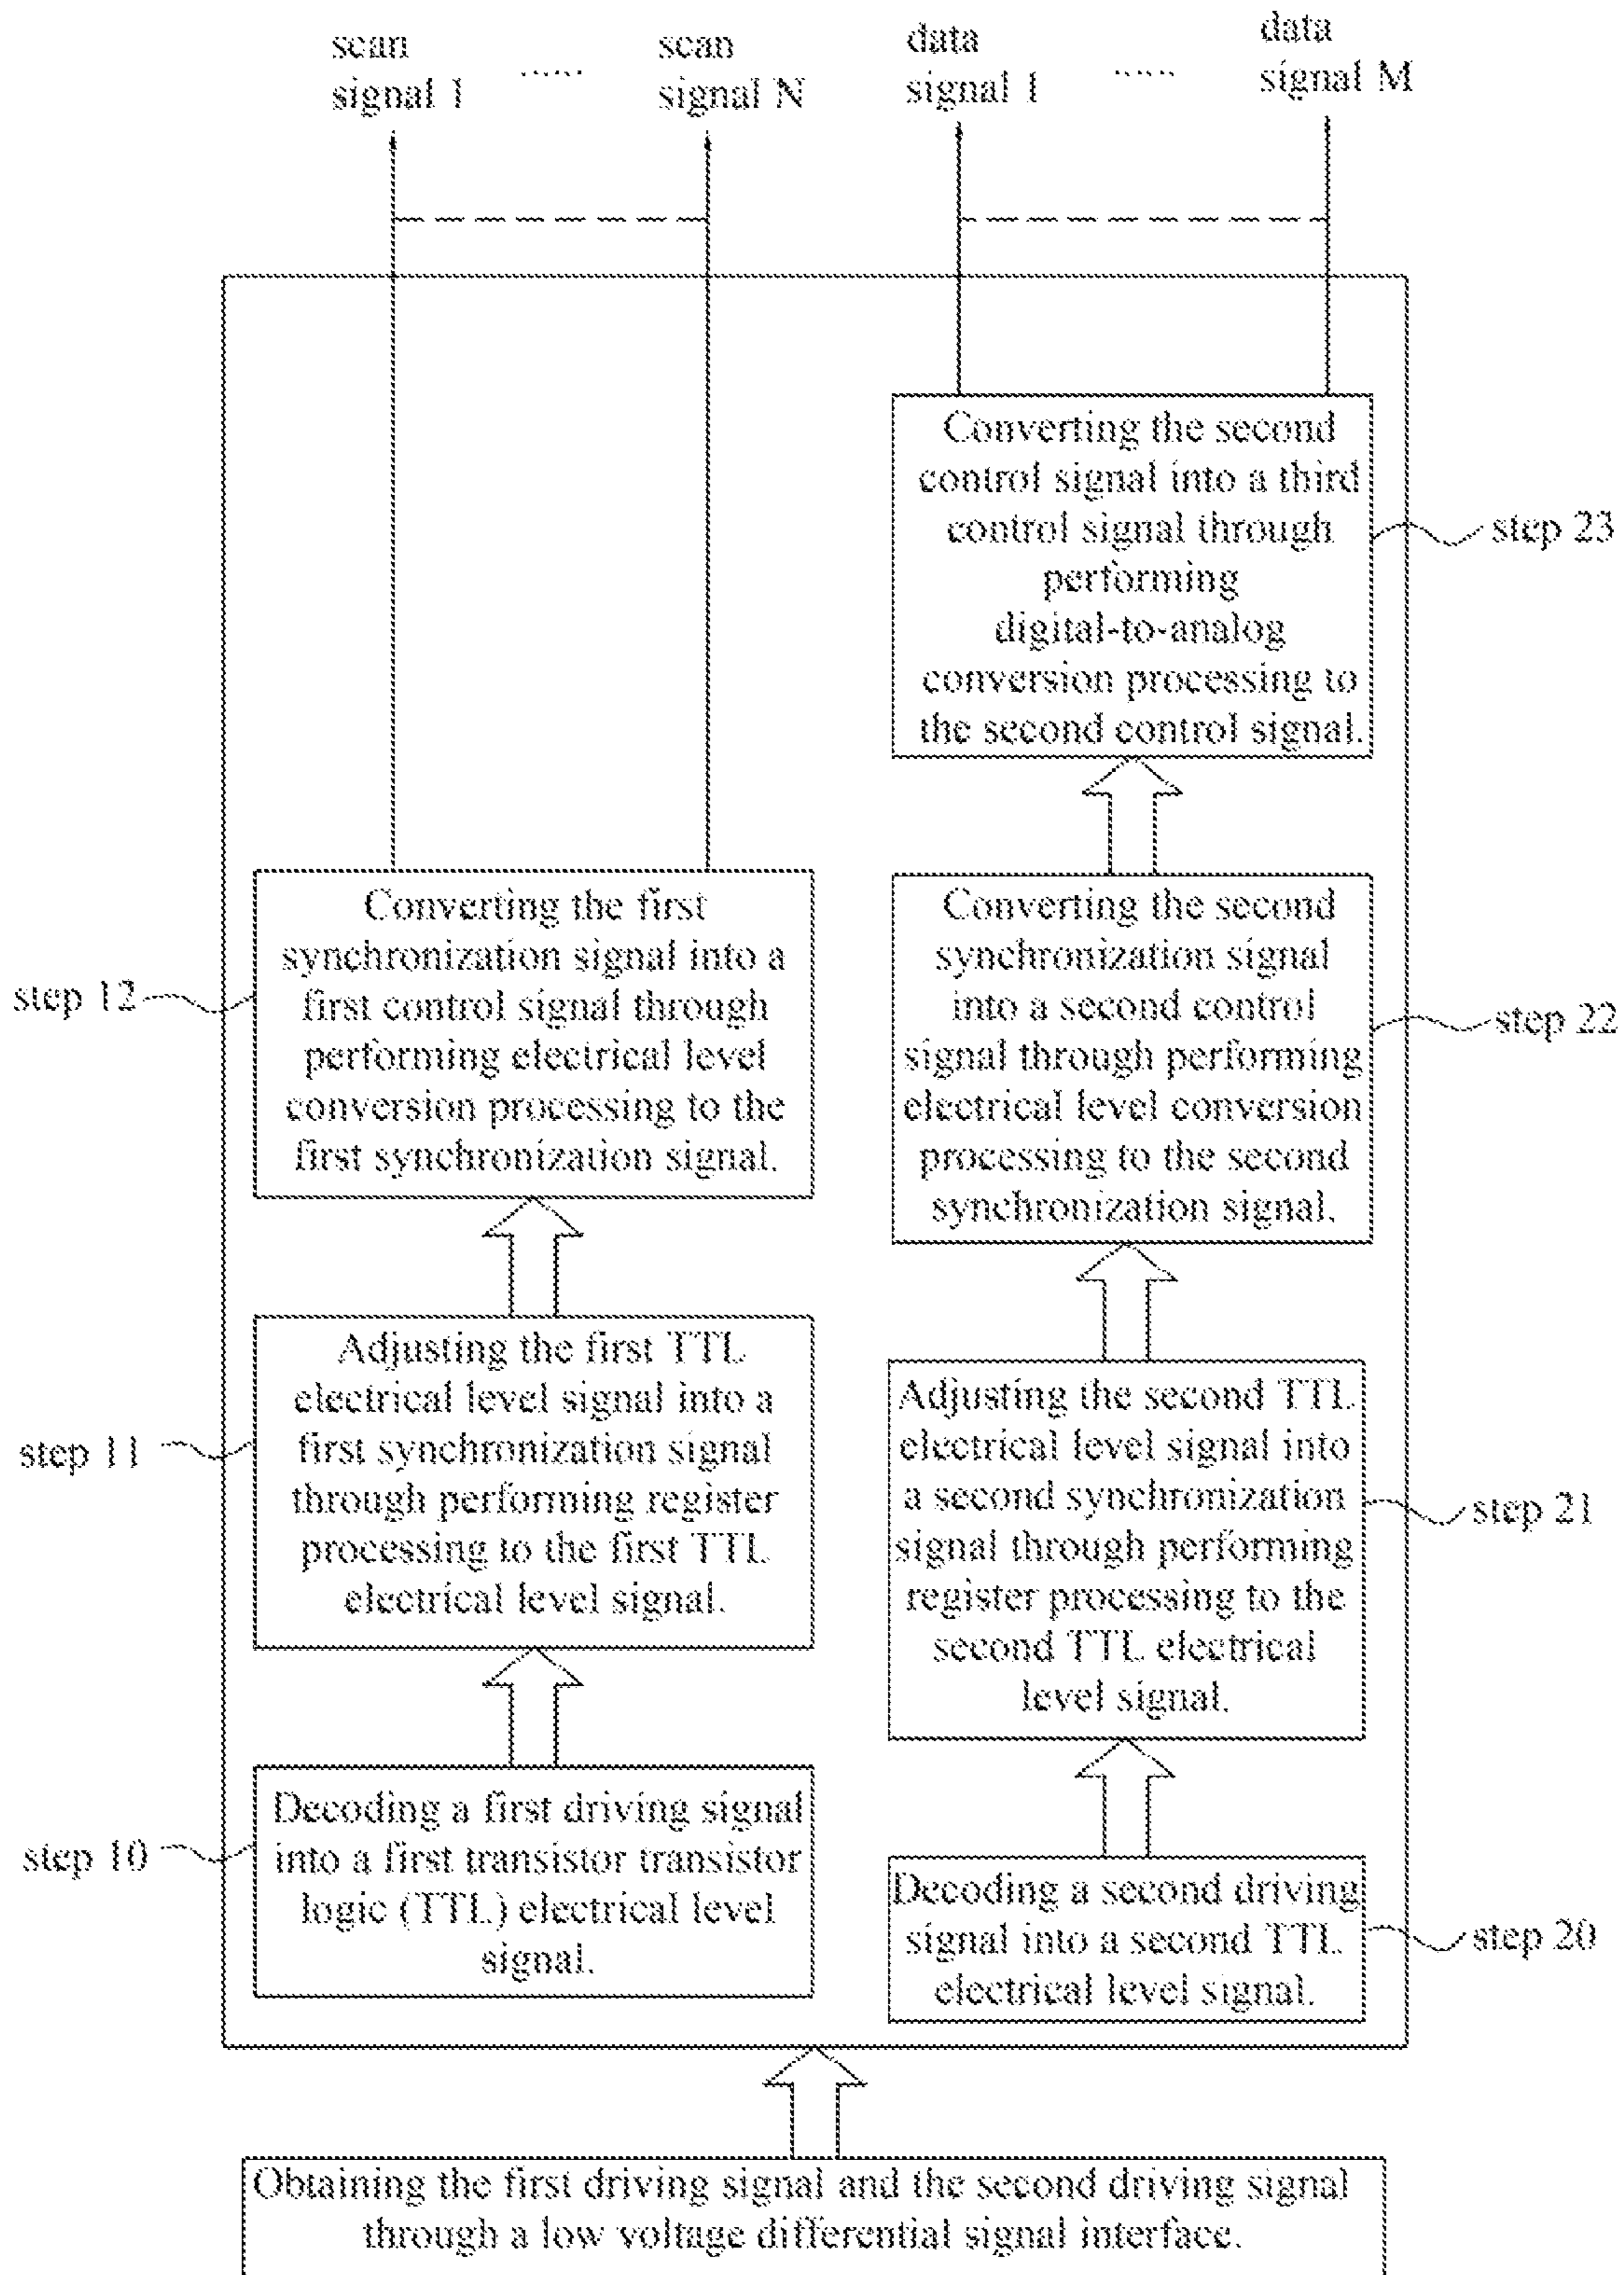 scan
signal 1
.....
scan
signal N
data
signal 1
.....
data
signal M
Converting the second
control signal into a third
control signal through
performing
digital-to-analog
conversion processing to
the second control signal.
step 23
Converting the first
synchronization signal into a
first control signal through
performing electrical level
conversion processing to the
first synchronization signal.
step 12
Converting the second
synchronization signal
into a second control
signal through performing
electrical level conversion
processing to the second
synchronization signal.
step 22
Adjusting the first TTL
electrical level signal into a
first synchronization signal
through performing register
processing to the first TTL
electrical level signal.
step 11
Adjusting the second TTL
electrical level signal into
a second synchronization
signal through performing
register processing to the
second TTL electrical
level signal.
step 21
Decoding a first driving signal
into a first transistor transistor
logic (TTL) electrical level
signal.
step 10
Decoding a second driving
signal into a second TTL
electrical level signal.
step 20
Obtaining the first driving signal and the second driving signal
through a low voltage differential signal interface.